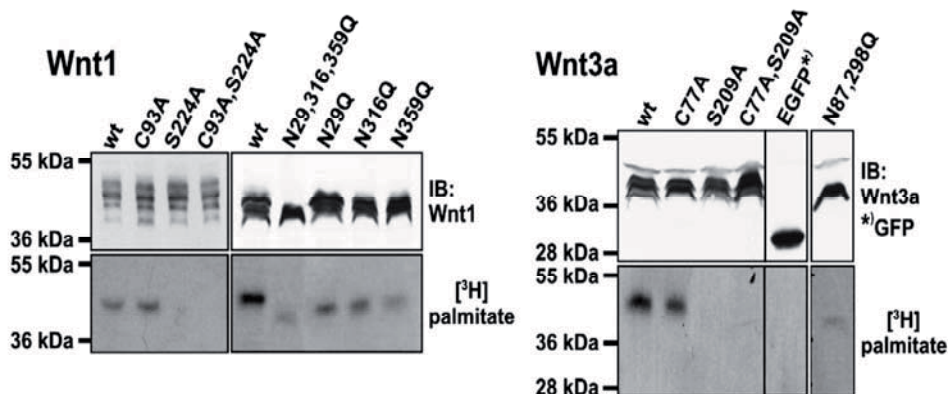 Wnt1
wt
C93A
S224A
C93A,S224A
wt
N29,316,359Q
N29Q
N316Q
N359Q
55 kDa
36 kDa
IB:
Wnt1
55 kDa
36 kDa
[³H]
palmitate
Wnt3a
wt
C77A
S209A
C77A,S209A
EGFP*)
N87,298Q
55 kDa
36 kDa
28 kDa
IB:
Wnt3a
*)GFP
55 kDa
36 kDa
28 kDa
[³H]
palmitate